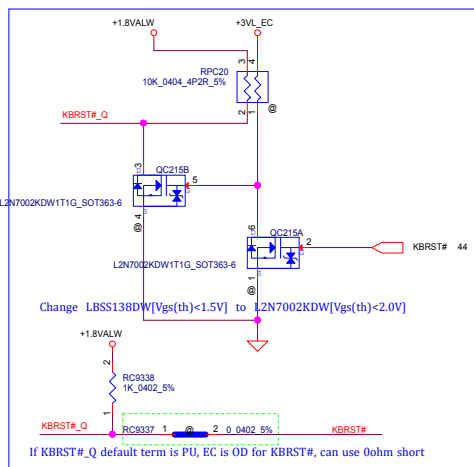 +1.8VALW
+3VL_EC
RPC20
10K_0404_4P2R_5%
3
4
2
1
@
KBRST#_Q
3
QC215B
5
L2N7002KDW1T1G_SOT363-6
@
4
6
QC215A
2
KBRST# 44
L2N7002KDW1T1G_SOT363-6
@
1
Change LBSS138DW[Vgs(th)<1.5V] to L2N7002KDW[Vgs(th)<2.0V]
+1.8VALW
2
RC9338
1K_0402_5%
1
KBRST#_Q
RC9337
1
@
2
0_0402_5%
KBRST#
If KBRST#_Q default term is PU, EC is OD for KBRST#, can use 0ohm short